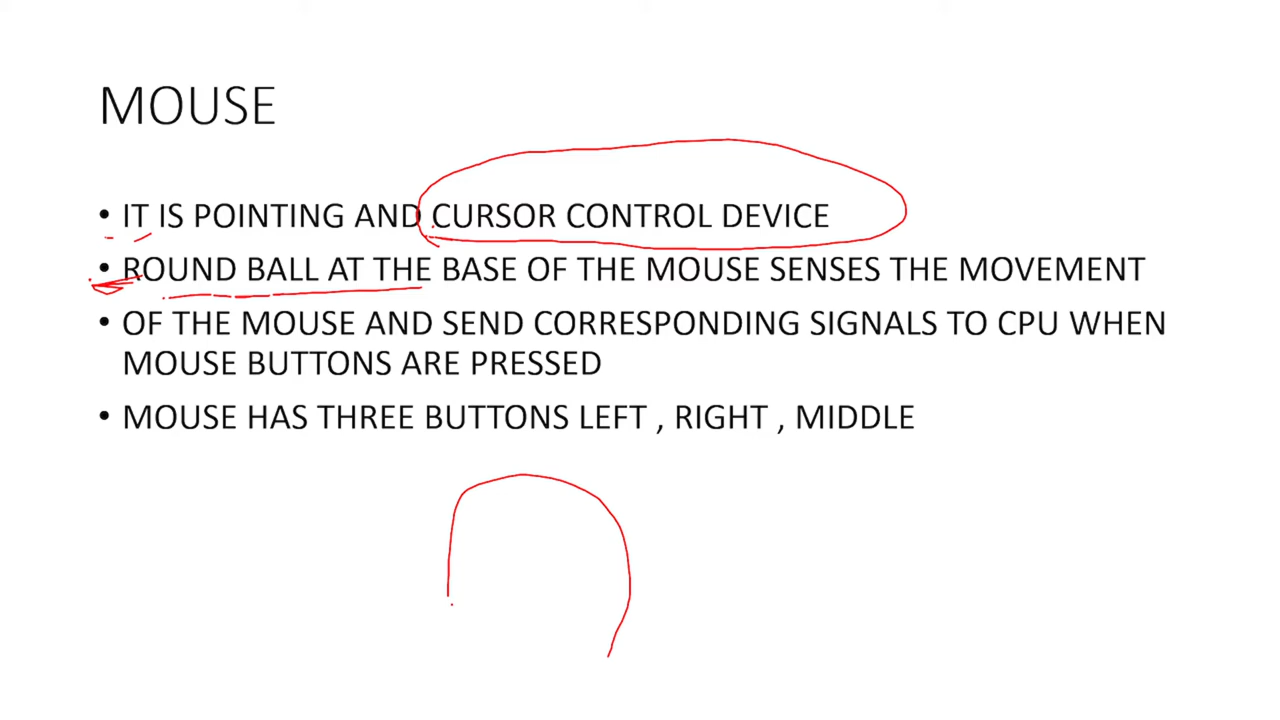 MOUSE
• IT IS POINTING AND CURSOR CONTROL DEVICE
• ROUND BALL AT THE BASE OF THE MOUSE SENSES THE MOVEMENT
• OF THE MOUSE AND SEND CORRESPONDING SIGNALS TO CPU WHEN
MOUSE BUTTONS ARE PRESSED
• MOUSE HAS THREE BUTTONS LEFT , RIGHT , MIDDLE